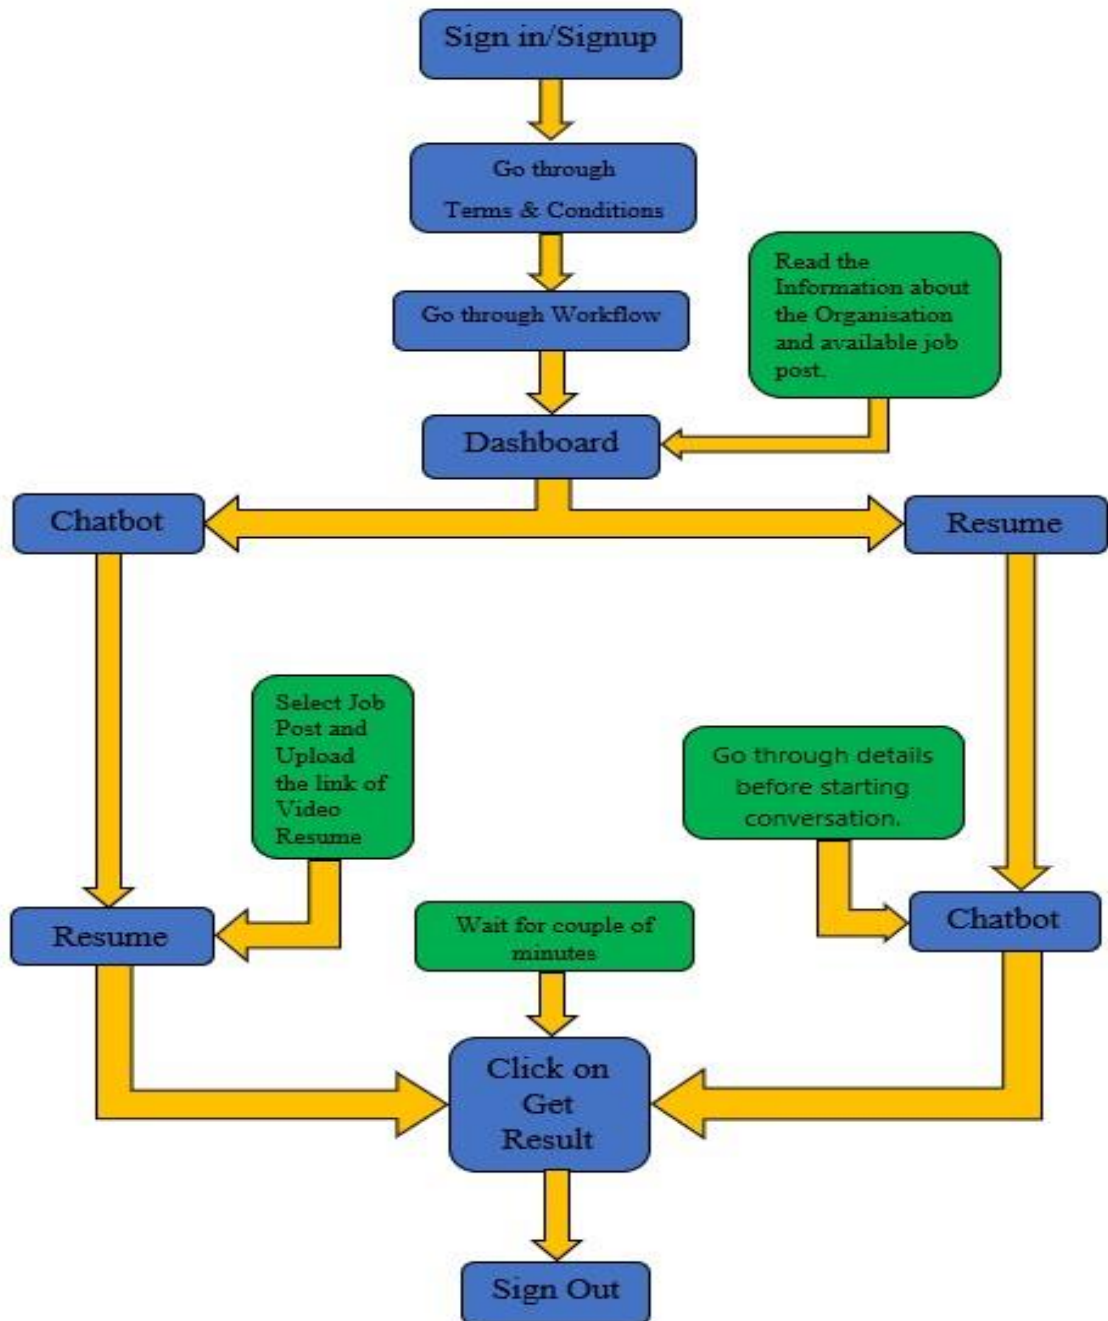 Sign in/Signup
Go through
Terms & Conditions
Read the
Information about
the Organisation
and available job
post.
Go through Workflow
Dashboard
Chatbot
Resume
Select Job
Post and
Upload
the link of
Video
Resume
Go through details
before starting
conversation.
Resume
Wait for couple of
minutes
Chatbot
Click on
Get
Result
Sign Out